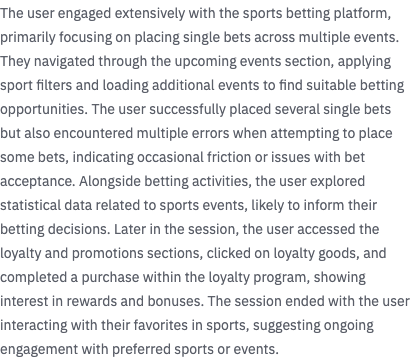 The user engaged extensively with the sports betting platform,
primarily focusing on placing single bets across multiple events.
They navigated through the upcoming events section, applying
sport filters and loading additional events to find suitable betting
opportunities. The user successfully placed several single bets
but also encountered multiple errors when attempting to place
some bets, indicating occasional friction or issues with bet
acceptance. Alongside betting activities, the user explored
statistical data related to sports events, likely to inform their
betting decisions. Later in the session, the user accessed the
loyalty and promotions sections, clicked on loyalty goods, and
completed a purchase within the loyalty program, showing
interest in rewards and bonuses. The session ended with the user
interacting with their favorites in sports, suggesting ongoing
engagement with preferred sports or events.